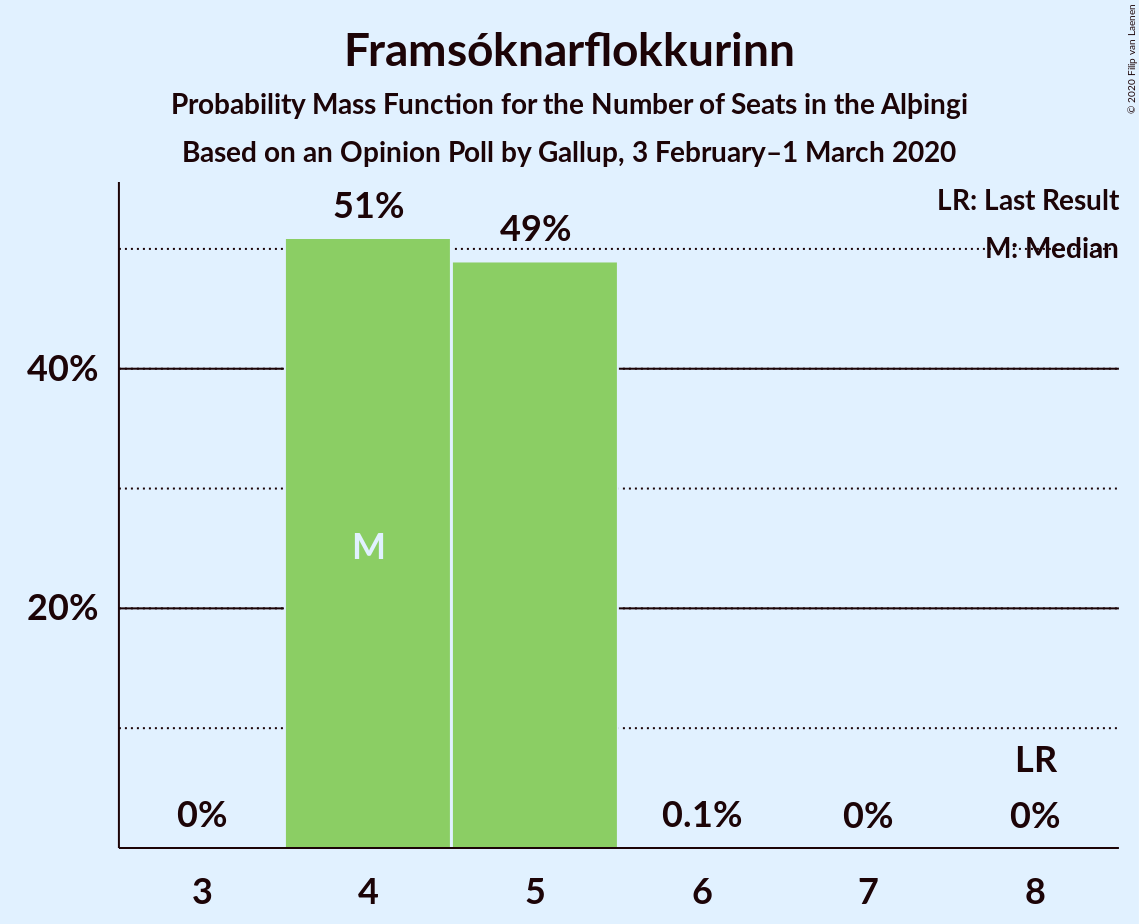 Framsóknarflokkurinn
Probability Mass Function for the Number of Seats in the Alþingi
Based on an Opinion Poll by Gallup, 3 February–1 March 2020
© 2020 Filip van Laenen
LR: Last Result
M: Median
51%
49%
40%
M
20%
LR
0%
0.1%
0%
0%
3
4
5
6
7
8